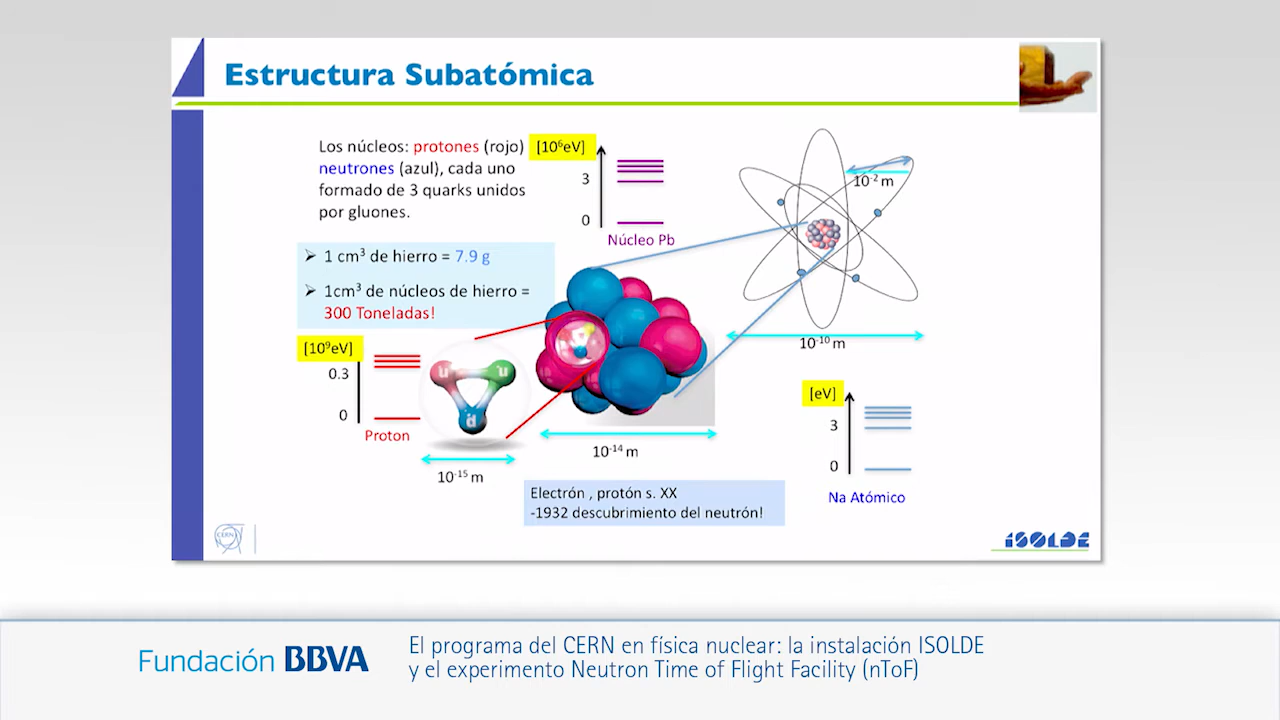 Estructura Subatómica
Los núcleos: protones (rojo)
neutrones (azul), cada uno
formado de 3 quarks unidos
por gluones.
[10⁶eV]
3
0
Núcleo Pb
10⁻² m
➢ 1 cm³ de hierro = 7.9 g
➢ 1cm³ de núcleos de hierro =
300 Toneladas!
[10⁹eV]
0.3
0
Proton
u
u
d
10⁻¹⁵ m
10⁻¹⁴ m
10⁻¹⁰ m
[eV]
3
0
Na Atómico
Electrón , protón s. XX
-1932 descubrimiento del neutrón!
CERN
ISOLDE
Fundación BBVA
El programa del CERN en física nuclear: la instalación ISOLDE
y el experimento Neutron Time of Flight Facility (nToF)